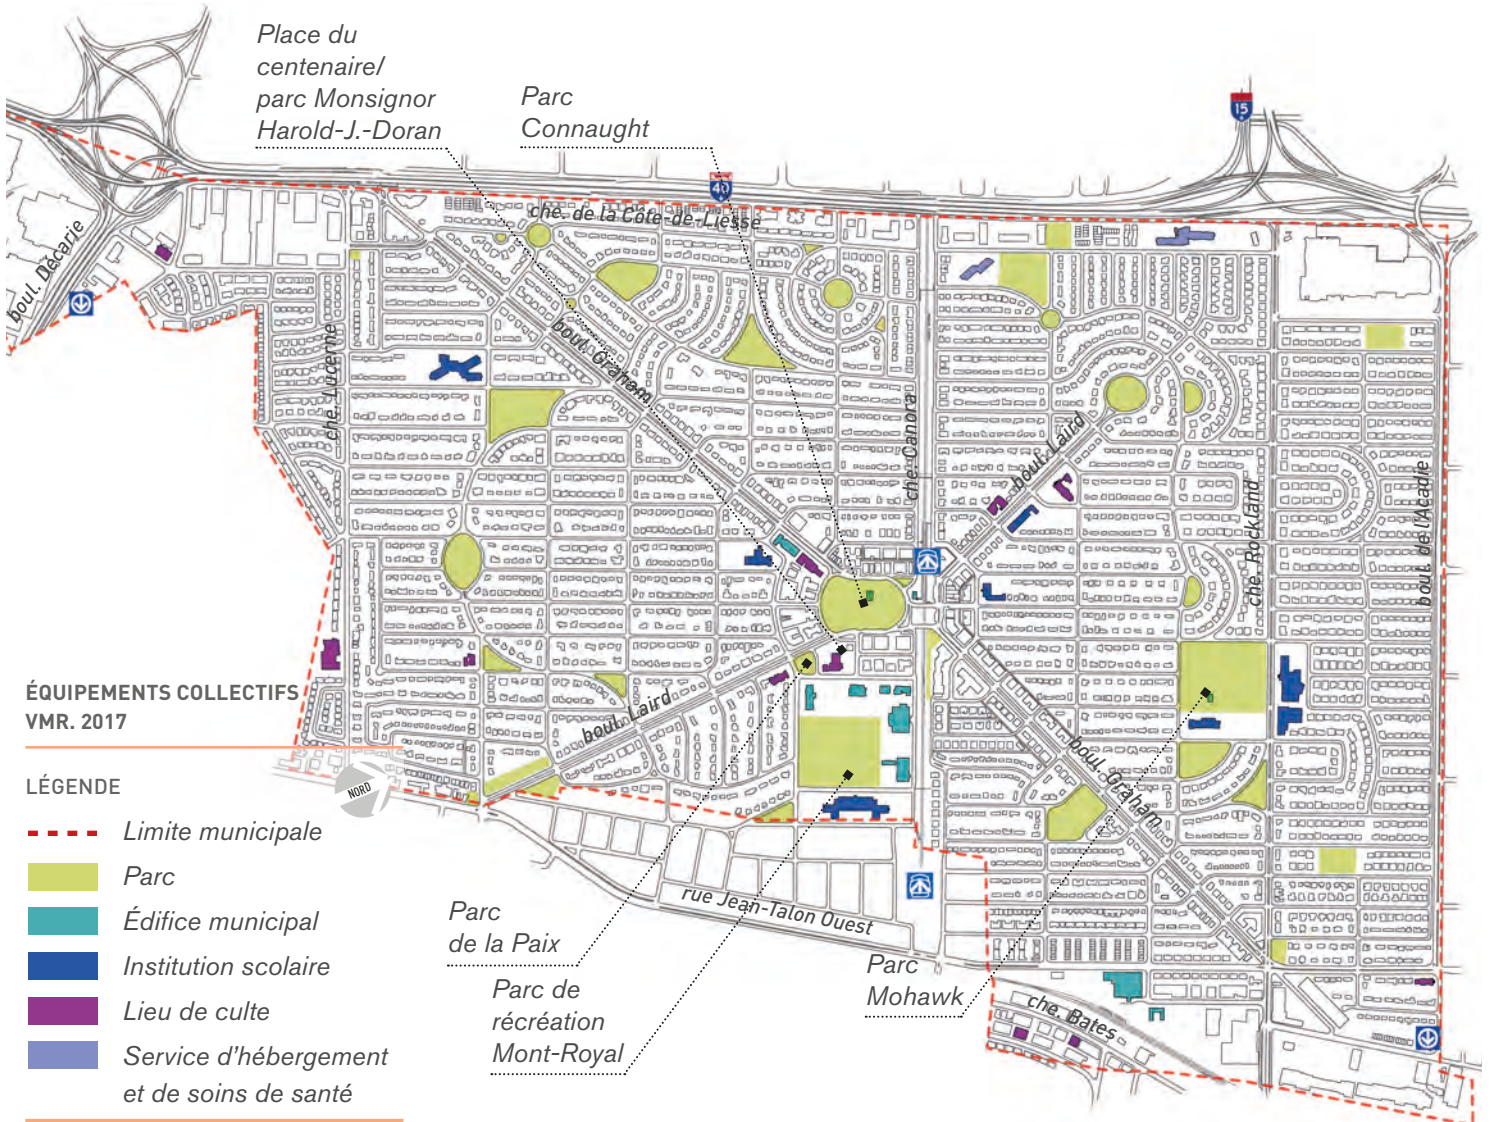 Place du
centenaire/
parc Monsignor
Harold-J.-Doran
Parc
Connaught
15
40
che. de la Côte-de-Liesse
boul. Décarie
che. Lucerne
boul. Graham
che. Canora
boul. Laird
che. Rockland
boul. de l'Acadie
boul. Laird
boul. Graham
rue Jean-Talon Ouest
che. Bates
Parc
de la Paix
Parc de
récréation
Mont-Royal
Parc
Mohawk
ÉQUIPEMENTS COLLECTIFS
VMR. 2017
NORD
LÉGENDE
Limite municipale
Parc
Édifice municipal
Institution scolaire
Lieu de culte
Service d'hébergement
et de soins de santé